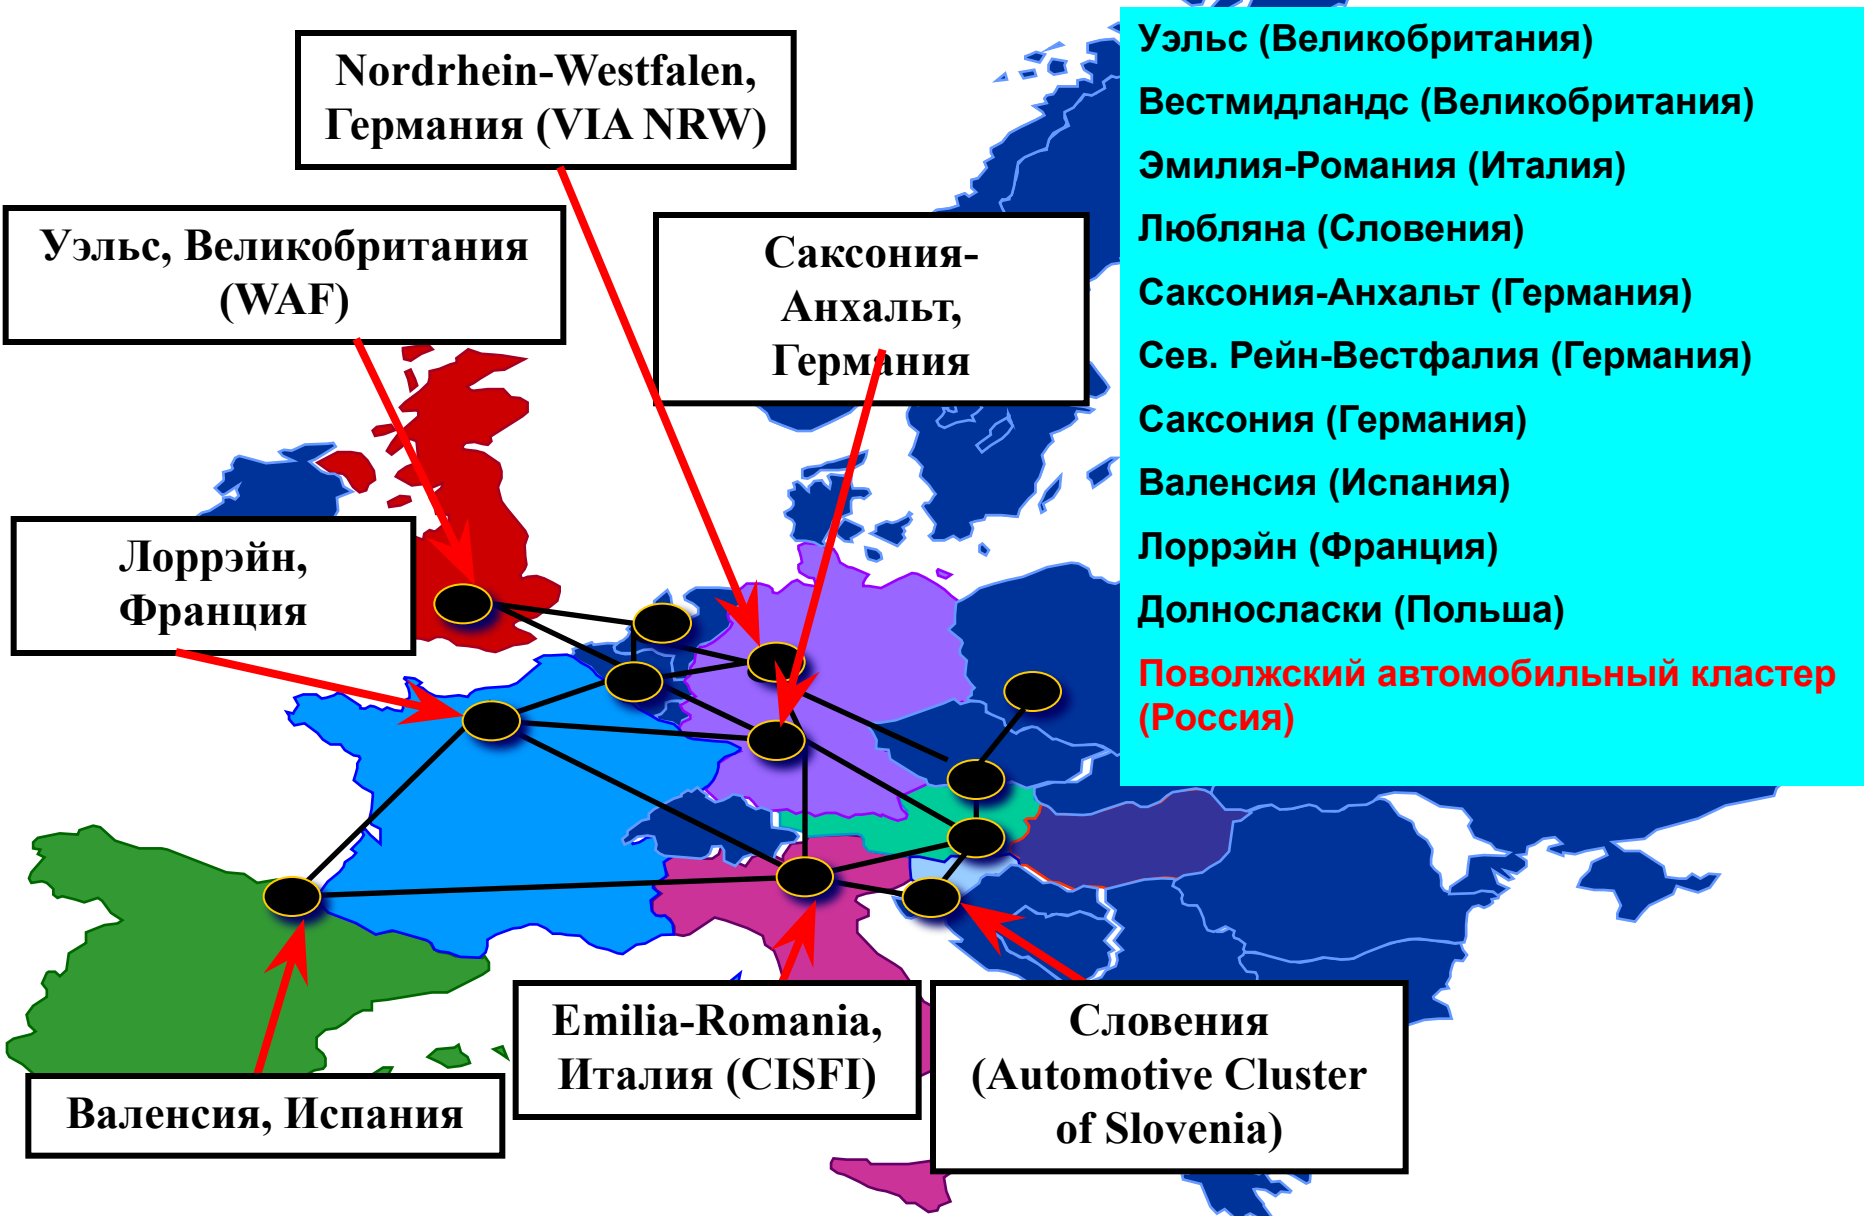 Nordrhein-Westfalen,
Германия (VIA NRW)
Уэльс, Великобритания
(WAF)
Саксония-
Анхальт,
Германия
Лоррэйн,
Франция
Валенсия, Испания
Emilia-Romania,
Италия (CISFI)
Словения
(Automotive Cluster
of Slovenia)
Уэльс (Великобритания)
Вестмидландс (Великобритания)
Эмилия-Романия (Италия)
Любляна (Словения)
Саксония-Анхальт (Германия)
Сев. Рейн-Вестфалия (Германия)
Саксония (Германия)
Валенсия (Испания)
Лоррэйн (Франция)
Долносласки (Польша)
Поволжский автомобильный кластер
(Россия)